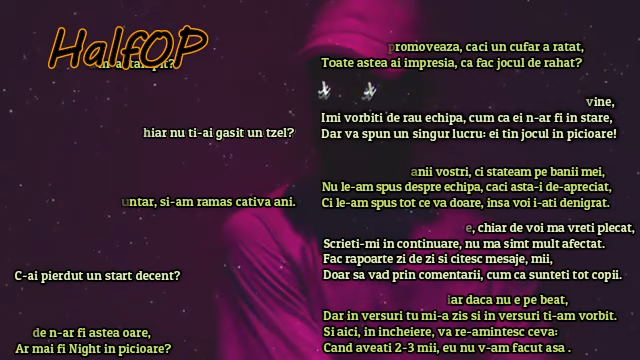 HalfOP
promoveaza, caci un cufar a ratat,
Toate astea ai impresia, ca fac jocul de rahat?
vine,
Imi vorbiti de rau echipa, cum ca ei n-ar fi in stare,
hiar nu ti-ai gasit un tzel?
Dar va spun un singur lucru: ei tin jocul in picioare!
anii vostri, ci stateam pe banii mei,
Nu le-am spus despre echipa, caci asta-i de-apreciat,
untar, si-am ramas cativa ani.
Ci le-am spus tot ce va doare, insa voi i-ati denigrat.
e, chiar de voi ma vreti plecat,
Scrieti-mi in continuare, nu ma simt mult afectat.
Fac rapoarte zi de zi si citesc mesaje, mii,
C-ai pierdut un start decent?
Doar sa vad prin comentarii, cum ca sunteti tot copii.
iar daca nu e pe beat,
Dar in versuri tu mi-a zis si in versuri ti-am vorbit.
de n-ar fi astea oare,
Si aici, in incheiere, va re-amintesc ceva:
Ar mai fi Night in picioare?
Cand aveati 2-3 mii, eu nu v-am facut asa .